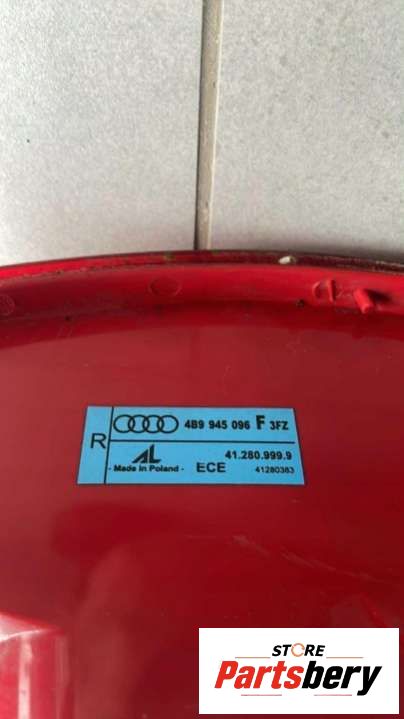 R
4B9 945 096 F 3FZ
AL 41.280.999.9
- Made in Poland - ECE 41280383
STORE
Partsbery